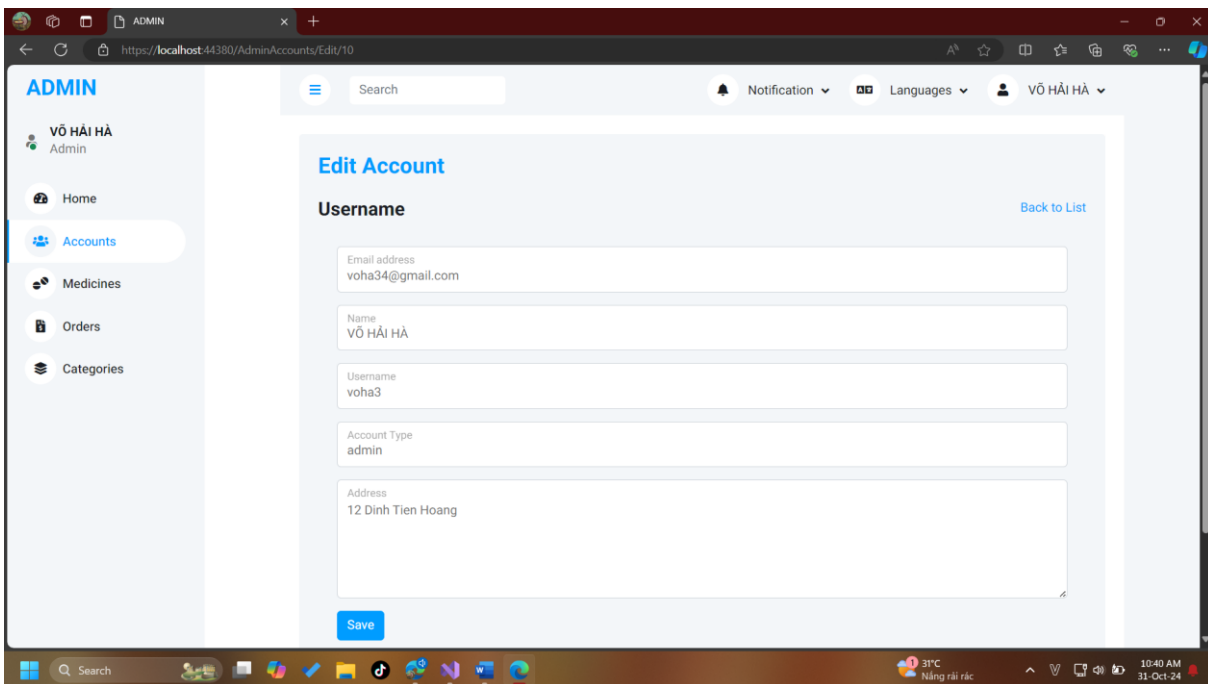 ADMIN
https://localhost:44380/AdminAccounts/Edit/10
ADMIN
Search
Notification
Languages
VÕ HẢI HÀ
VÕ HẢI HÀ
Admin
Home
Accounts
Medicines
Orders
Categories
Edit Account
Username
Back to List
Email address
voha34@gmail.com
Name
VÕ HẢI HÀ
Username
voha3
Account Type
admin
Address
12 Dinh Tien Hoang
Save
Search
1
31°C
Nắng rải rác
10:40 AM
31-Oct-24